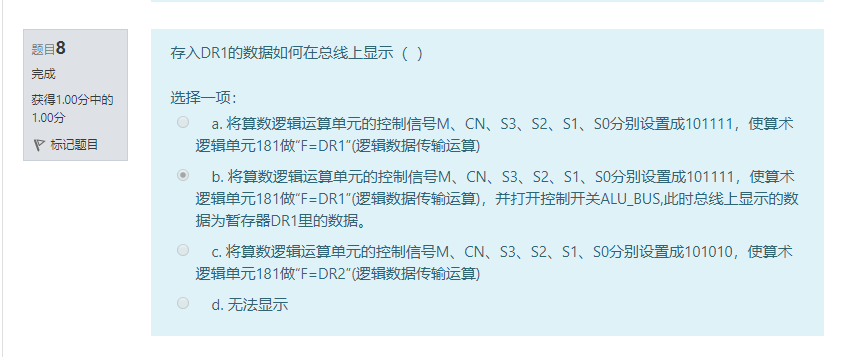 题目8
完成
获得1.00分中的
1.00分
标记题目
存入DR1的数据如何在总线上显示（ ）
选择一项：
a. 将算数逻辑运算单元的控制信号M、CN、S3、S2、S1、S0分别设置成101111，使算术
逻辑单元181做“F=DR1”(逻辑数据传输运算)
b. 将算数逻辑运算单元的控制信号M、CN、S3、S2、S1、S0分别设置成101111，使算术
逻辑单元181做“F=DR1”(逻辑数据传输运算)，并打开控制开关ALU_BUS,此时总线上显示的数
据为暂存器DR1里的数据。
c. 将算数逻辑运算单元的控制信号M、CN、S3、S2、S1、S0分别设置成101010，使算术
逻辑单元181做“F=DR2”(逻辑数据传输运算)
d. 无法显示